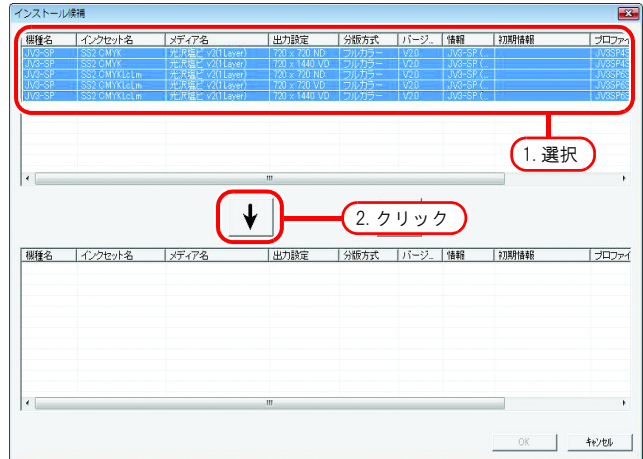 インストール候補
機種名 インクセット名 メディア名 出力設定 分版方式 バージ... 情報 初期情報 プロファイ
JV3-SP SS2 CMYK 光沢塩ビ v2(1Layer) 720 x 720 ND フルカラー V2.0 JV3-SP (... JV3SP4S
JV3-SP SS2 CMYK 光沢塩ビ v2(1Layer) 720 x 1440 VD フルカラー V2.0 JV3-SP (... JV3SP4S
JV3-SP SS2 CMYKLcLm 光沢塩ビ v2(1Layer) 720 x 720 ND フルカラー V2.0 JV3-SP (... JV3SP6S
JV3-SP SS2 CMYKLcLm 光沢塩ビ v2(1Layer) 720 x 720 VD フルカラー V2.0 JV3-SP (... JV3SP6S
JV3-SP SS2 CMYKLcLm 光沢塩ビ v2(1Layer) 720 x 1440 VD フルカラー V2.0 JV3-SP (... JV3SP6S
1. 選択
2. クリック
機種名 インクセット名 メディア名 出力設定 分版方式 バージ... 情報 初期情報 プロファイ
OK キャンセル